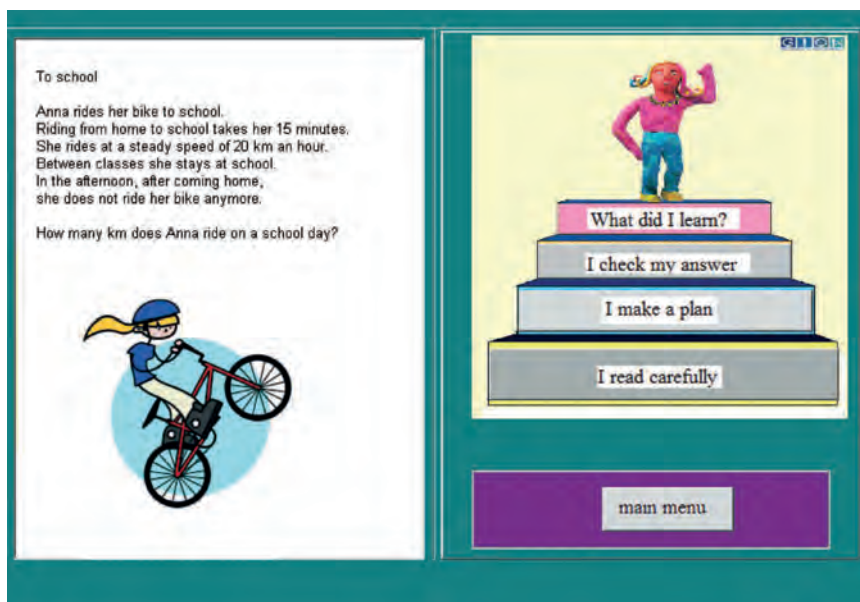 To school
Anna rides her bike to school.
Riding from home to school takes her 15 minutes.
She rides at a steady speed of 20 km an hour.
Between classes she stays at school.
In the afternoon, after coming home,
she does not ride her bike anymore.
How many km does Anna ride on a school day?
What did I learn?
I check my answer
I make a plan
I read carefully
main menu